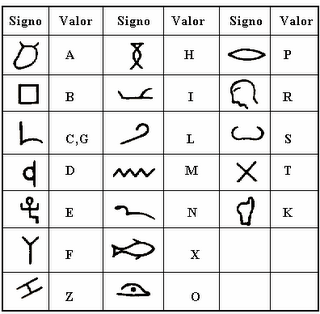 Signo Valor Signo Valor Signo Valor
A H P
B I R
C,G L S
D M T
E N K
F X
Z O